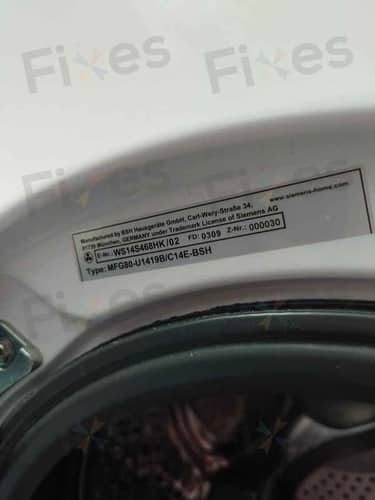 Fixes
Manufactured by BSH Hausgeräte GmbH, Carl-Wery-Straße 34,
81739 München, GERMANY under Trademark License of Siemens AG
www.siemens-home.com
E-Nr.: WS14S468HK/02 FD: 0309 Z-Nr.: 000030
Type: MFG80-U1419B/C14E-BSH